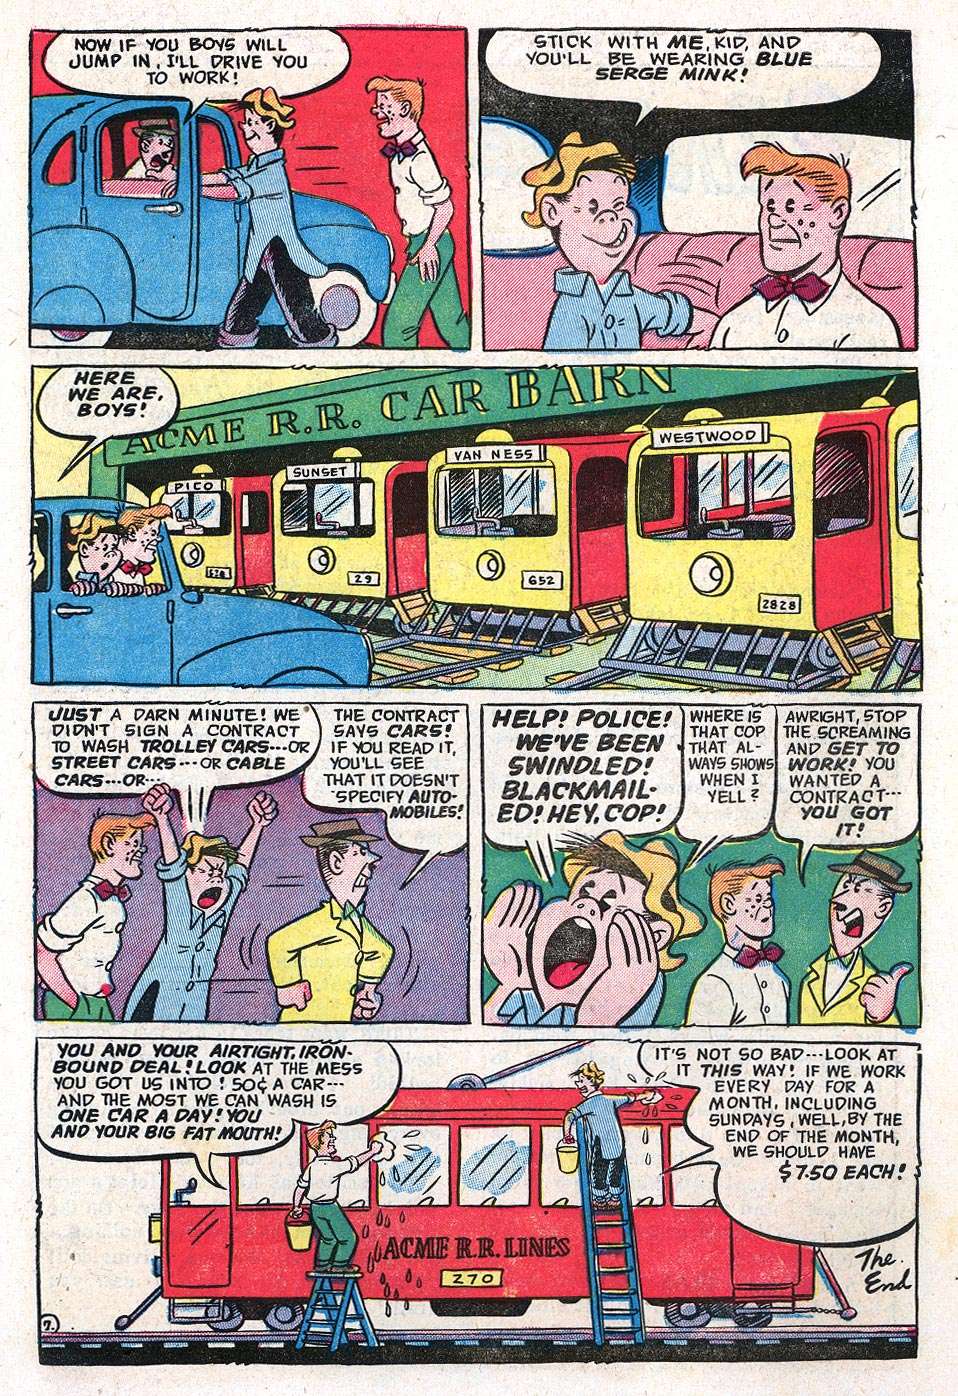 NOW IF YOU BOYS WILL
JUMP IN, I'LL DRIVE YOU
TO WORK!
STICK WITH ME, KID, AND
YOU'LL BE WEARING BLUE
SERGE MINK!
HERE
WE ARE,
BOYS!
ACME R.R. CAR BARN
PICO
SUNSET
VAN NESS
WESTWOOD
29
652
2828
JUST A DARN MINUTE! WE
DIDN'T SIGN A CONTRACT
TO WASH TROLLEY CARS---OR
STREET CARS---OR CABLE
CARS---OR---
THE CONTRACT
SAYS CARS!
IF YOU READ IT,
YOU'LL SEE
THAT IT DOESN'T
SPECIFY AUTO-
MOBILES!
HELP! POLICE!
WE'VE BEEN
SWINDLED!
BLACKMAIL-
ED! HEY, COP!
WHERE IS
THAT COP
THAT AL-
WAYS SHOWS
WHEN I
YELL?
AWRIGHT, STOP
THE SCREAMING
AND GET TO
WORK! YOU
WANTED A
CONTRACT---
YOU GOT
IT!
YOU AND YOUR AIRTIGHT, IRON-
BOUND DEAL! LOOK AT THE MESS
YOU GOT US INTO! 50¢ A CAR---
AND THE MOST WE CAN WASH IS
ONE CAR A DAY! YOU
AND YOUR BIG FAT MOUTH!
IT'S NOT SO BAD---LOOK AT
IT THIS WAY! IF WE WORK
EVERY DAY FOR A
MONTH, INCLUDING
SUNDAYS, WELL, BY THE
END OF THE MONTH,
WE SHOULD HAVE
$7.50 EACH!
ACME R.R. LINES
270
The
End
7.